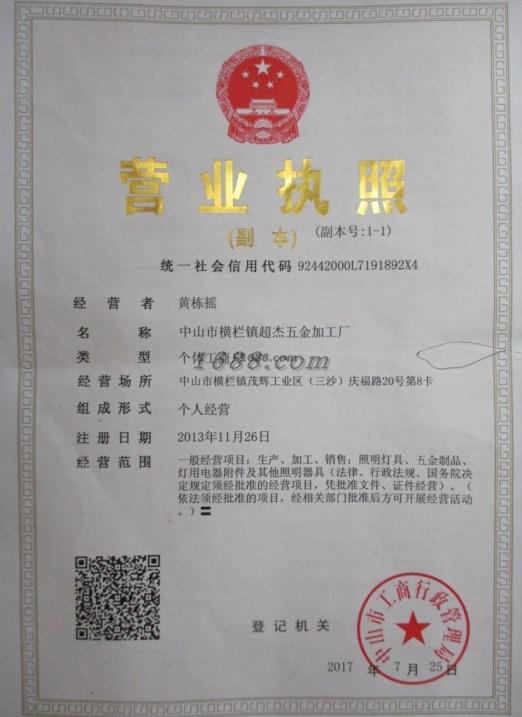 营业执照
(副 本) (副本号:1-1)
统一社会信用代码 92442000L7191892X4
经营者 黄栋摇
名称 中山市横栏镇超杰五金加工厂
类型 个体工商户
1688.com
经营场所 中山市横栏镇茂辉工业区（三沙）庆福路20号第8卡
组成形式 个人经营
注册日期 2013年11月26日
经营范围 一般经营项目：生产、加工、销售：照明灯具、五金制品、
灯用电器附件及其他照明器具（法律、行政法规、国务院决
定规定须经批准的经营项目，凭批准文件、证件经营）。（
依法须经批准的项目，经相关部门批准后方可开展经营活动
。）〓
中山市工商行政管理局
登记机关
2017 年 7 月 25 日